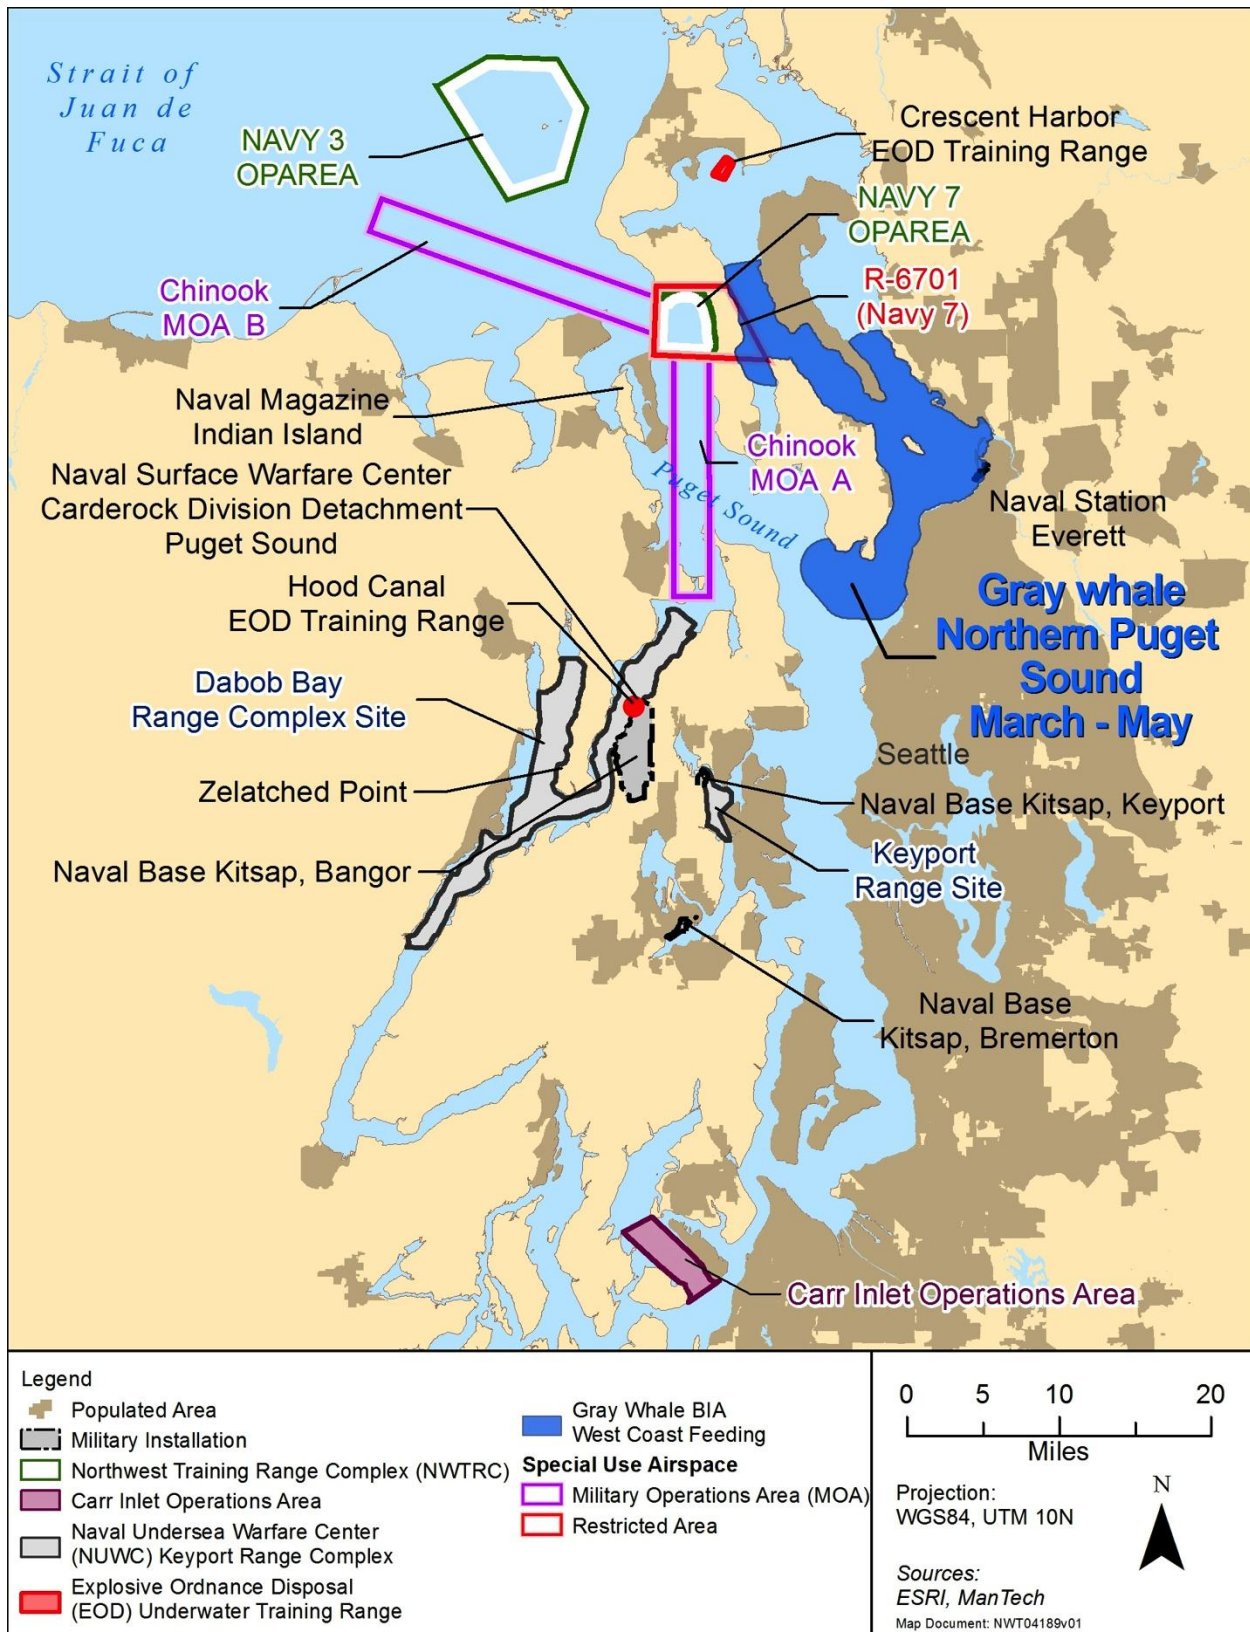 Strait of
Juan de
Fuca
NAVY 3
OPAREA
Crescent Harbor
EOD Training Range
NAVY 7
OPAREA
R-6701
(Navy 7)
Chinook
MOA B
Naval Magazine
Indian Island
Chinook
MOA A
Puget Sound
Naval Surface Warfare Center
Carderock Division Detachment
Puget Sound
Naval Station
Everett
Hood Canal
EOD Training Range
Gray whale
Northern Puget
Sound
March - May
Dabob Bay
Range Complex Site
Seattle
Zelatched Point
Naval Base Kitsap, Keyport
Naval Base Kitsap, Bangor
Keyport
Range Site
Naval Base
Kitsap, Bremerton
Carr Inlet Operations Area
Legend
Populated Area
Military Installation
Northwest Training Range Complex (NWTRC)
Carr Inlet Operations Area
Naval Undersea Warfare Center
(NUWC) Keyport Range Complex
Explosive Ordnance Disposal
(EOD) Underwater Training Range
Gray Whale BIA
West Coast Feeding
Special Use Airspace
Military Operations Area (MOA)
Restricted Area
0 5 10 20
Miles
Projection:
WGS84, UTM 10N
N
Sources:
ESRI, ManTech
Map Document: NWT04189v01